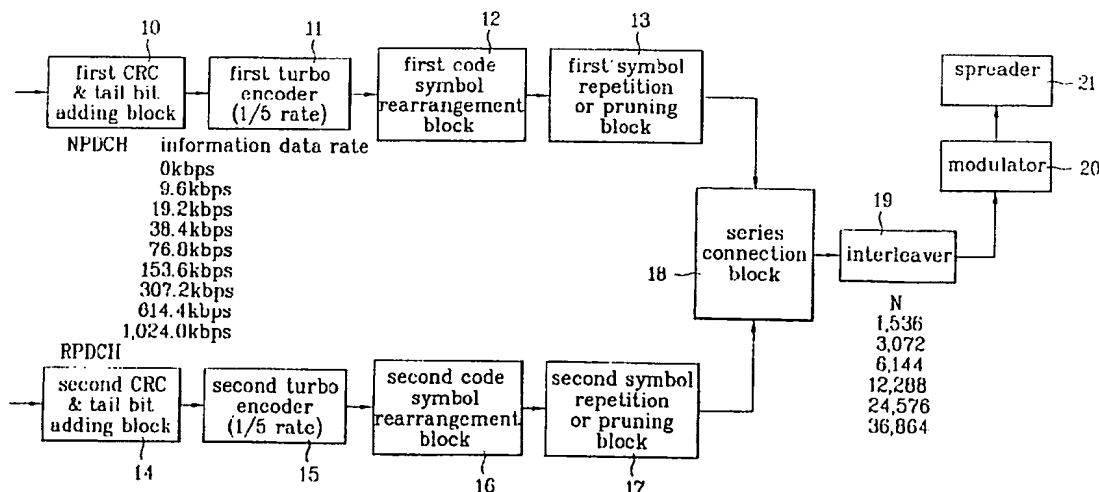 10
11
12
13
first CRC
& tail bit
adding block
first turbo
encoder
(1/5 rate)
first code
symbol
rearrangement
block
first symbol
repetition
or pruning
block
spreader
21
modulator
20
NPDCH information data rate
0kbps
9.6kbps
19.2kbps
38.4kbps
76.8kbps
153.6kbps
307.2kbps
614.4kbps
1,024.0kbps
18
series
connection
block
19
interleaver
N
1,536
3,072
6,144
12,288
24,576
36,864
RPDCH
second CRC
& tail bit
adding block
second turbo
encoder
(1/5 rate)
second code
symbol
rearrangement
block
second symbol
repetition
or pruning
block
14
15
16
17